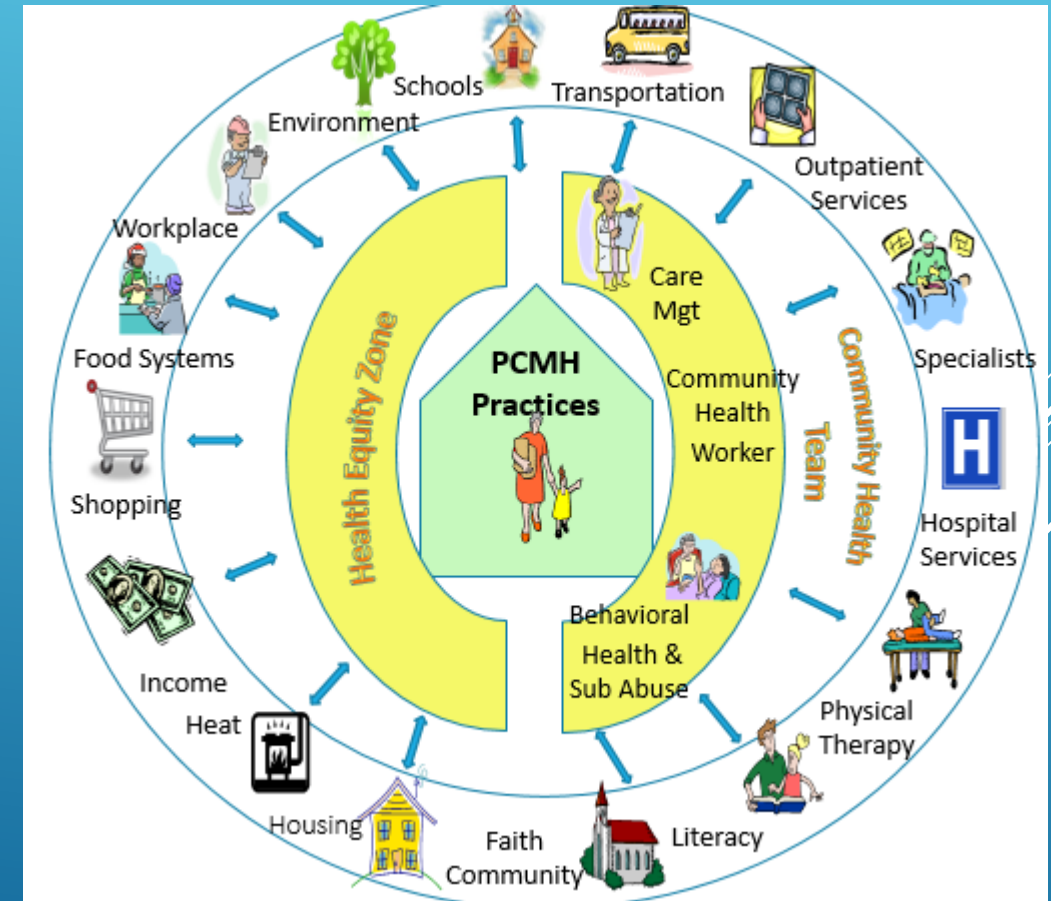 Schools
Transportation
Environment
Outpatient
Services
Workplace
Care
Mgt
Food Systems
Health Equity Zone
PCMH
Practices
Community
Health
Worker
Community Health
Team
Specialists
H
Shopping
Hospital
Services
Behavioral
Health &
Sub Abuse
Income
Heat
Physical
Therapy
Housing
Faith
Community
Literacy